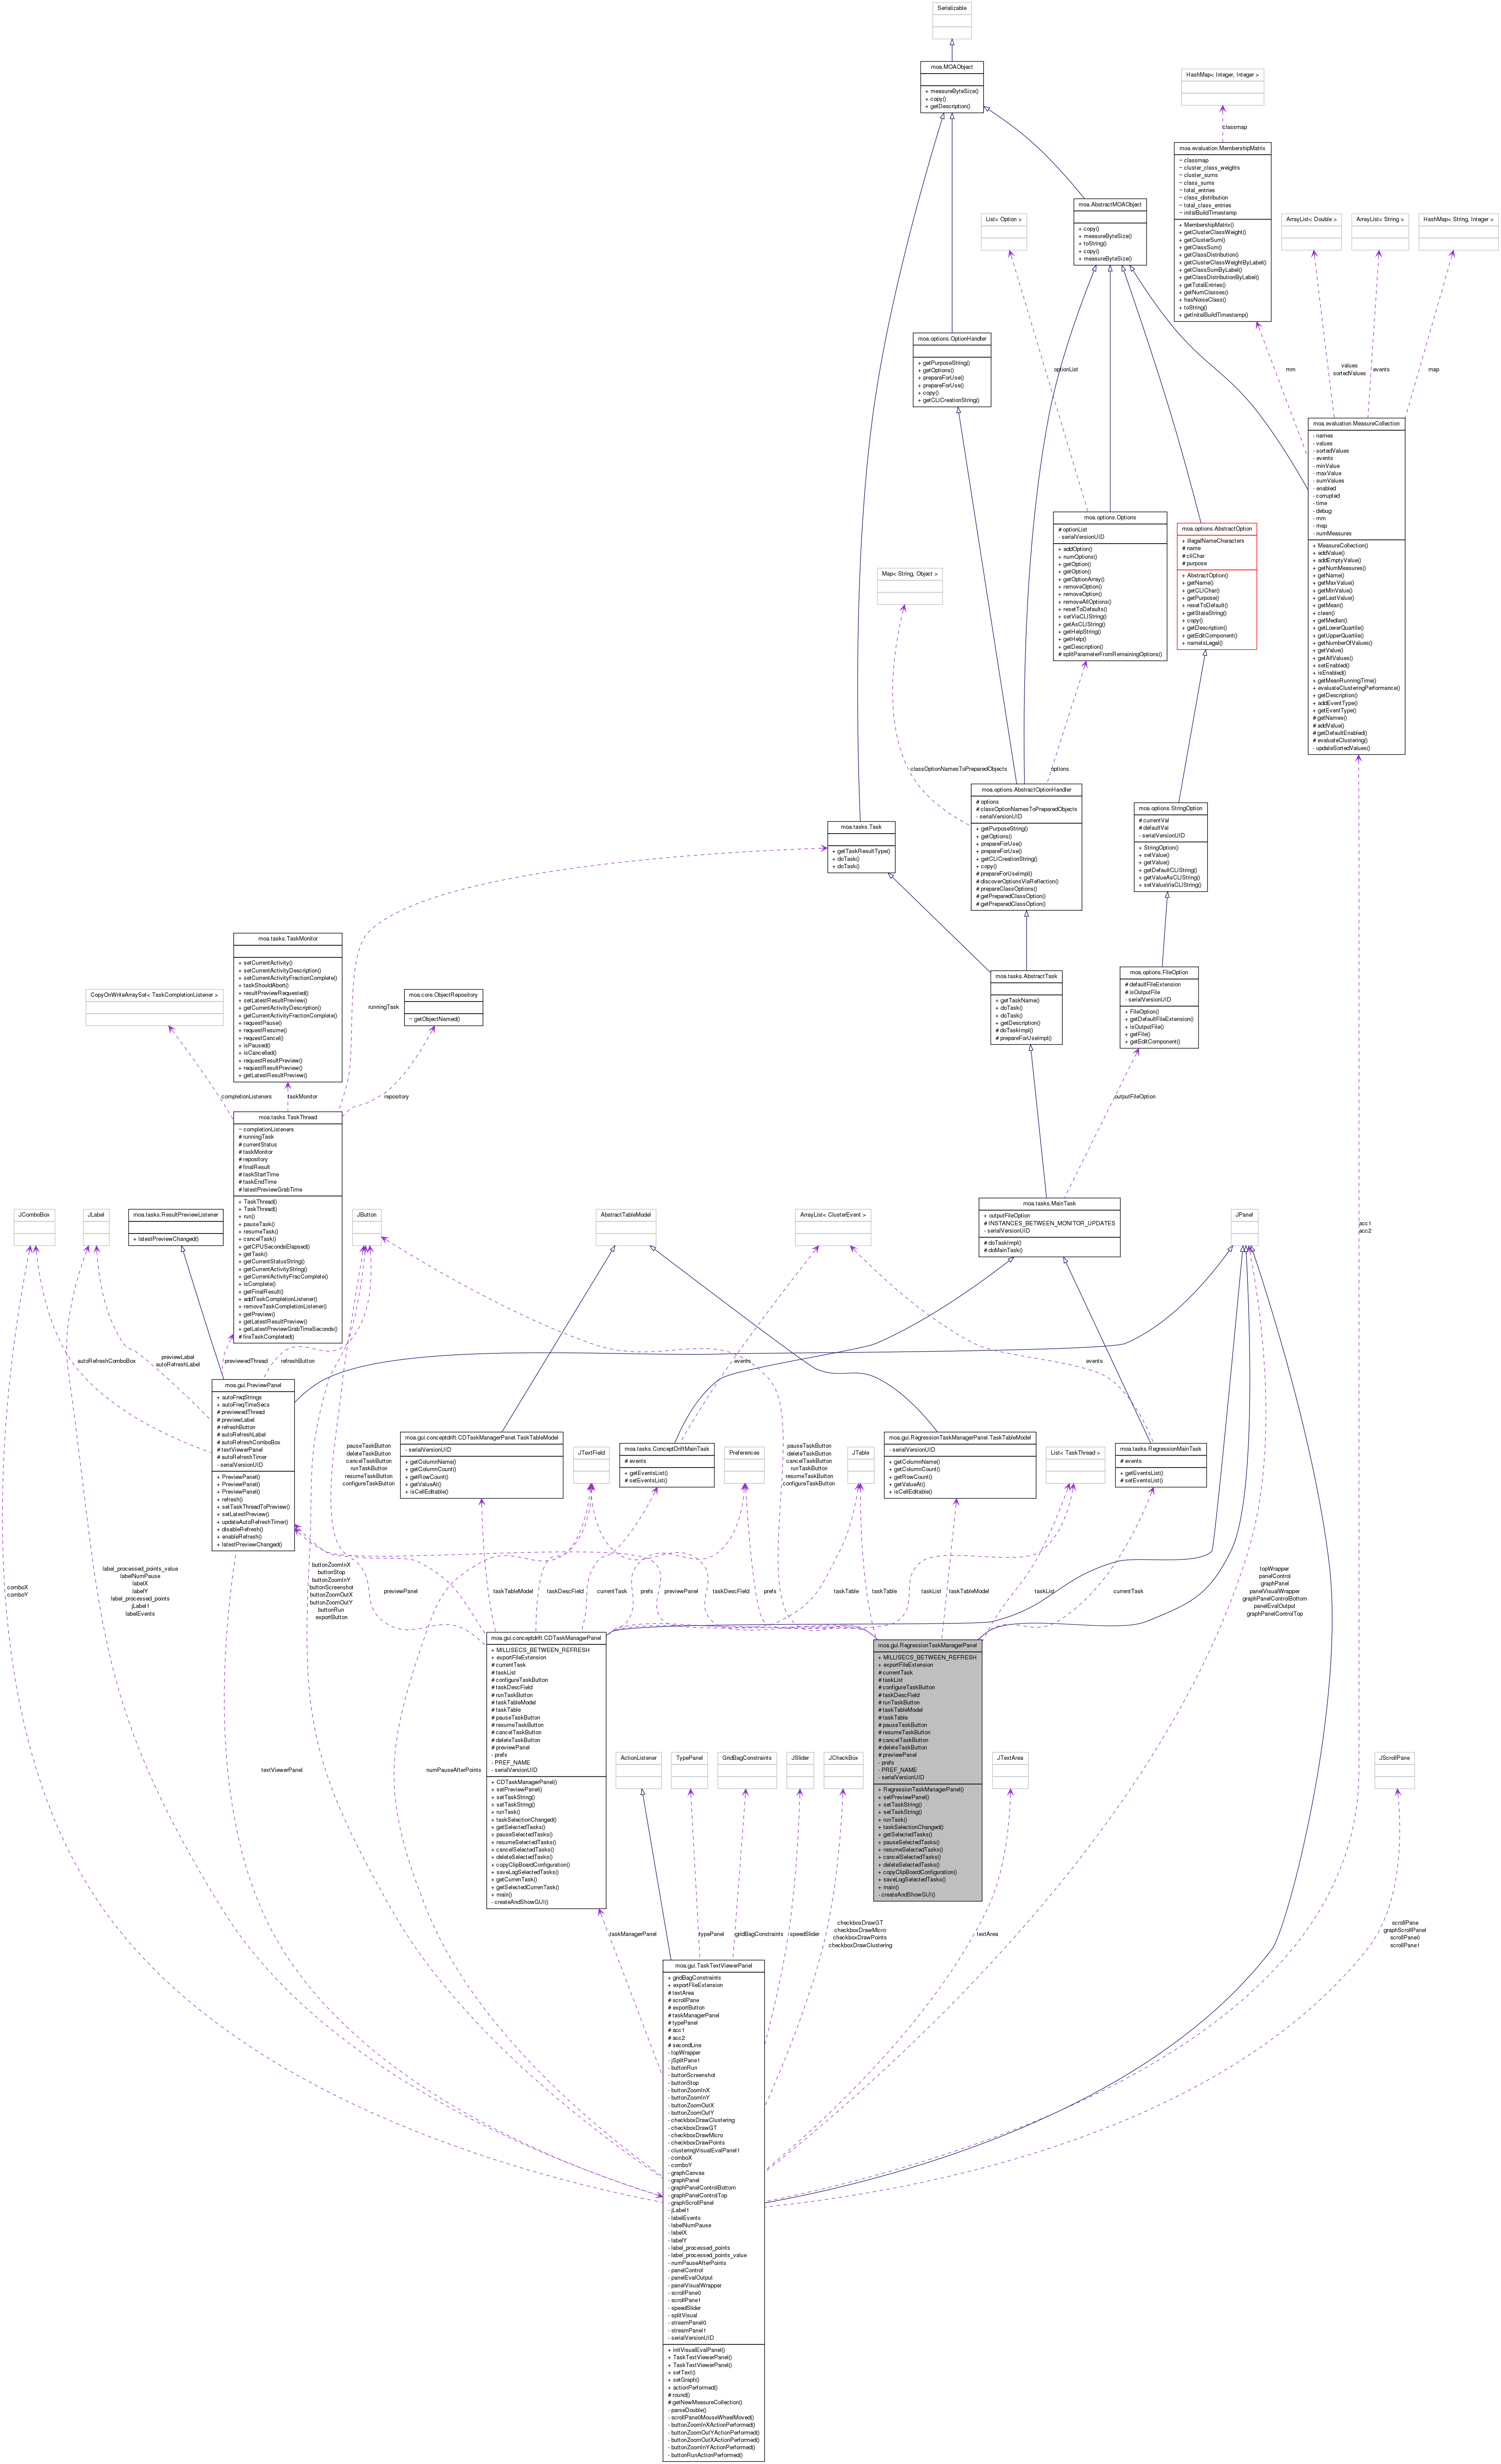 Serializable
moa.MOAObject
+ measureByteSize()
+ copy()
+ getDescription()
HashMap< Integer, Integer >
classmap
moa.evaluation.MembershipMatrix
~ classmap
~ cluster_class_weights
~ cluster_sums
~ class_sums
~ total_entries
~ class_distribution
~ total_class_entries
~ initalBuildTimestamp
+ MembershipMatrix()
+ getClusterClassWeight()
+ getClusterSum()
+ getClassSum()
+ getClassDistribution()
+ getClusterClassWeightByLabel()
+ getClassSumByLabel()
+ getClassDistributionByLabel()
+ getTotalEntries()
+ getNumClasses()
+ hasNoiseClass()
+ toString()
+ getInitalBuildTimestamp()
moa.AbstractMOAObject
+ copy()
+ measureByteSize()
+ toString()
+ copy()
+ measureByteSize()
List< Option >
ArrayList< Double >
ArrayList< String >
HashMap< String, Integer >
moa.options.OptionHandler
+ getPurposeString()
+ getOptions()
+ prepareForUse()
+ prepareForUse()
+ copy()
+ getCLICreationString()
optionList
mm
values
sortedValues
events
map
moa.evaluation.MeasureCollection
- names
- values
- sortedValues
- events
- minValue
- maxValue
- sumValues
- enabled
- corrupted
- time
- debug
- mm
- map
- numMeasures
+ MeasureCollection()
+ addValue()
+ addEmptyValue()
+ getNumMeasures()
+ getName()
+ getMaxValue()
+ getMinValue()
+ getLastValue()
+ getMean()
+ clean()
+ getMedian()
+ getLowerQuartile()
+ getUpperQuartile()
+ getNumberOfValues()
+ getValue()
+ getAllValues()
+ setEnabled()
+ isEnabled()
+ getMeanRunningTime()
+ evaluateClusteringPerformance()
+ getDescription()
+ addEventType()
+ getEventType()
# getNames()
# addValue()
# getDefaultEnabled()
# evaluateClustering()
- updateSortedValues()
moa.options.Options
# optionList
- serialVersionUID
+ addOption()
+ numOptions()
+ getOption()
+ getOption()
+ getOptionArray()
+ removeOption()
+ removeOption()
+ removeAllOptions()
+ resetToDefaults()
+ setViaCLIString()
+ getAsCLIString()
+ getHelpString()
+ getHelp()
+ getDescription()
# splitParameterFromRemainingOptions()
moa.options.AbstractOption
+ illegalNameCharacters
# name
# cliChar
# purpose
+ AbstractOption()
+ getName()
+ getCLIChar()
+ getPurpose()
+ resetToDefault()
+ getStateString()
+ copy()
+ getDescription()
+ getEditComponent()
+ nameIsLegal()
Map< String, Object >
classOptionNamesToPreparedObjects
options
moa.options.AbstractOptionHandler
# options
# classOptionNamesToPreparedObjects
- serialVersionUID
+ getPurposeString()
+ getOptions()
+ prepareForUse()
+ prepareForUse()
+ getCLICreationString()
+ copy()
# prepareForUseImpl()
# discoverOptionsViaReflection()
# prepareClassOptions()
# getPreparedClassOption()
# getPreparedClassOption()
moa.options.StringOption
# currentVal
# defaultVal
- serialVersionUID
+ StringOption()
+ setValue()
+ getValue()
+ getDefaultCLIString()
+ getValueAsCLIString()
+ setValueViaCLIString()
moa.tasks.Task
+ getTaskResultType()
+ doTask()
+ doTask()
moa.tasks.TaskMonitor
+ setCurrentActivity()
+ setCurrentActivityDescription()
+ setCurrentActivityFractionComplete()
+ taskShouldAbort()
+ resultPreviewRequested()
+ setLatestResultPreview()
+ getCurrentActivityDescription()
+ getCurrentActivityFractionComplete()
+ requestPause()
+ requestResume()
+ requestCancel()
+ isPaused()
+ isCancelled()
+ requestResultPreview()
+ requestResultPreview()
+ getLatestResultPreview()
CopyOnWriteArraySet< TaskCompletionListener >
moa.core.ObjectRepository
~ getObjectNamed()
runningTask
moa.tasks.AbstractTask
+ getTaskName()
+ doTask()
+ doTask()
+ getDescription()
# doTaskImpl()
# prepareForUseImpl()
moa.options.FileOption
# defaultFileExtension
# isOutputFile
- serialVersionUID
+ FileOption()
+ getDefaultFileExtension()
+ isOutputFile()
+ getFile()
+ getEditComponent()
completionListeners
taskMonitor
repository
outputFileOption
moa.tasks.TaskThread
~ completionListeners
# runningTask
# currentStatus
# taskMonitor
# repository
# finalResult
# taskStartTime
# taskEndTime
# latestPreviewGrabTime
+ TaskThread()
+ TaskThread()
+ run()
+ pauseTask()
+ resumeTask()
+ cancelTask()
+ getCPUSecondsElapsed()
+ getTask()
+ getCurrentStatusString()
+ getCurrentActivityString()
+ getCurrentActivityFracComplete()
+ isComplete()
+ getFinalResult()
+ addTaskCompletionListener()
+ removeTaskCompletionListener()
+ getPreview()
+ getLatestResultPreview()
+ getLatestPreviewGrabTimeSeconds()
# fireTaskCompleted()
JComboBox
JLabel
moa.tasks.ResultPreviewListener
+ latestPreviewChanged()
JButton
AbstractTableModel
ArrayList< ClusterEvent >
moa.tasks.MainTask
+ outputFileOption
# INSTANCES_BETWEEN_MONITOR_UPDATES
- serialVersionUID
# doTaskImpl()
# doMainTask()
JPanel
acc1
acc2
autoRefreshComboBox
previewLabel
autoRefreshLabel
previewedThread
refreshButton
events
events
moa.gui.PreviewPanel
+ autoFreqStrings
+ autoFreqTimeSecs
# previewedThread
# previewLabel
# refreshButton
# autoRefreshLabel
# autoRefreshComboBox
# textViewerPanel
# autoRefreshTimer
- serialVersionUID
+ PreviewPanel()
+ PreviewPanel()
+ PreviewPanel()
+ refresh()
+ setTaskThreadToPreview()
+ setLatestPreview()
+ updateAutoRefreshTimer()
+ disableRefresh()
+ enableRefresh()
+ latestPreviewChanged()
pauseTaskButton
deleteTaskButton
cancelTaskButton
runTaskButton
resumeTaskButton
configureTaskButton
moa.gui.conceptdrift.CDTaskManagerPanel.TaskTableModel
- serialVersionUID
+ getColumnName()
+ getColumnCount()
+ getRowCount()
+ getValueAt()
+ isCellEditable()
JTextField
moa.tasks.ConceptDriftMainTask
# events
+ getEventsList()
# setEventsList()
Preferences
pauseTaskButton
deleteTaskButton
cancelTaskButton
runTaskButton
resumeTaskButton
configureTaskButton
JTable
moa.gui.RegressionTaskManagerPanel.TaskTableModel
- serialVersionUID
+ getColumnName()
+ getColumnCount()
+ getRowCount()
+ getValueAt()
+ isCellEditable()
List< TaskThread >
moa.tasks.RegressionMainTask
# events
+ getEventsList()
# setEventsList()
comboX
comboY
label_processed_points_value
labelNumPause
labelX
labelY
label_processed_points
jLabel1
labelEvents
buttonZoomInX
buttonStop
buttonZoomInY
buttonScreenshot
buttonZoomOutX
buttonZoomOutY
buttonRun
exportButton
previewPanel
taskTableModel
taskDescField
currentTask
prefs
previewPanel
taskDescField
prefs
taskTable
taskTable
taskList
taskTableModel
taskList
currentTask
topWrapper
panelControl
graphPanel
panelVisualWrapper
graphPanelControlBottom
panelEvalOutput
graphPanelControlTop
moa.gui.conceptdrift.CDTaskManagerPanel
+ MILLISECS_BETWEEN_REFRESH
+ exportFileExtension
# currentTask
# taskList
# configureTaskButton
# taskDescField
# runTaskButton
# taskTableModel
# taskTable
# pauseTaskButton
# resumeTaskButton
# cancelTaskButton
# deleteTaskButton
# previewPanel
- prefs
- PREF_NAME
- serialVersionUID
+ CDTaskManagerPanel()
+ setPreviewPanel()
+ setTaskString()
+ setTaskString()
+ runTask()
+ taskSelectionChanged()
+ getSelectedTasks()
+ pauseSelectedTasks()
+ resumeSelectedTasks()
+ cancelSelectedTasks()
+ deleteSelectedTasks()
+ copyClipBoardConfiguration()
+ saveLogSelectedTasks()
+ getCurrenTask()
+ getSelectedCurrenTask()
+ main()
- createAndShowGUI()
moa.gui.RegressionTaskManagerPanel
+ MILLISECS_BETWEEN_REFRESH
+ exportFileExtension
# currentTask
# taskList
# configureTaskButton
# taskDescField
# runTaskButton
# taskTableModel
# taskTable
# pauseTaskButton
# resumeTaskButton
# cancelTaskButton
# deleteTaskButton
# previewPanel
- prefs
- PREF_NAME
- serialVersionUID
+ RegressionTaskManagerPanel()
+ setPreviewPanel()
+ setTaskString()
+ setTaskString()
+ runTask()
+ taskSelectionChanged()
+ getSelectedTasks()
+ pauseSelectedTasks()
+ resumeSelectedTasks()
+ cancelSelectedTasks()
+ deleteSelectedTasks()
+ copyClipBoardConfiguration()
+ saveLogSelectedTasks()
+ main()
- createAndShowGUI()
textViewerPanel
numPauseAfterPoints
ActionListener
TypePanel
GridBagConstraints
JSlider
JCheckBox
JTextArea
JScrollPane
taskManagerPanel
typePanel
gridBagConstraints
speedSlider
checkboxDrawGT
checkboxDrawMicro
checkboxDrawPoints
checkboxDrawClustering
textArea
scrollPane
graphScrollPanel
scrollPane0
scrollPane1
moa.gui.TaskTextViewerPanel
+ gridBagConstraints
+ exportFileExtension
# textArea
# scrollPane
# exportButton
# taskManagerPanel
# typePanel
# acc1
# acc2
# secondLine
- topWrapper
- jSplitPane1
- buttonRun
- buttonScreenshot
- buttonStop
- buttonZoomInX
- buttonZoomInY
- buttonZoomOutX
- buttonZoomOutY
- checkboxDrawClustering
- checkboxDrawGT
- checkboxDrawMicro
- checkboxDrawPoints
- clusteringVisualEvalPanel1
- comboX
- comboY
- graphCanvas
- graphPanel
- graphPanelControlBottom
- graphPanelControlTop
- graphScrollPanel
- jLabel1
- labelEvents
- labelNumPause
- labelX
- labelY
- label_processed_points
- label_processed_points_value
- numPauseAfterPoints
- panelControl
- panelEvalOutput
- panelVisualWrapper
- scrollPane0
- scrollPane1
- speedSlider
- splitVisual
- streamPanel0
- streamPanel1
- serialVersionUID
+ initVisualEvalPanel()
+ TaskTextViewerPanel()
+ TaskTextViewerPanel()
+ setText()
+ setGraph()
+ actionPerformed()
# round()
# getNewMeasureCollection()
- parseDouble()
- scrollPane0MouseWheelMoved()
- buttonZoomInXActionPerformed()
- buttonZoomOutYActionPerformed()
- buttonZoomOutXActionPerformed()
- buttonZoomInYActionPerformed()
- buttonRunActionPerformed()